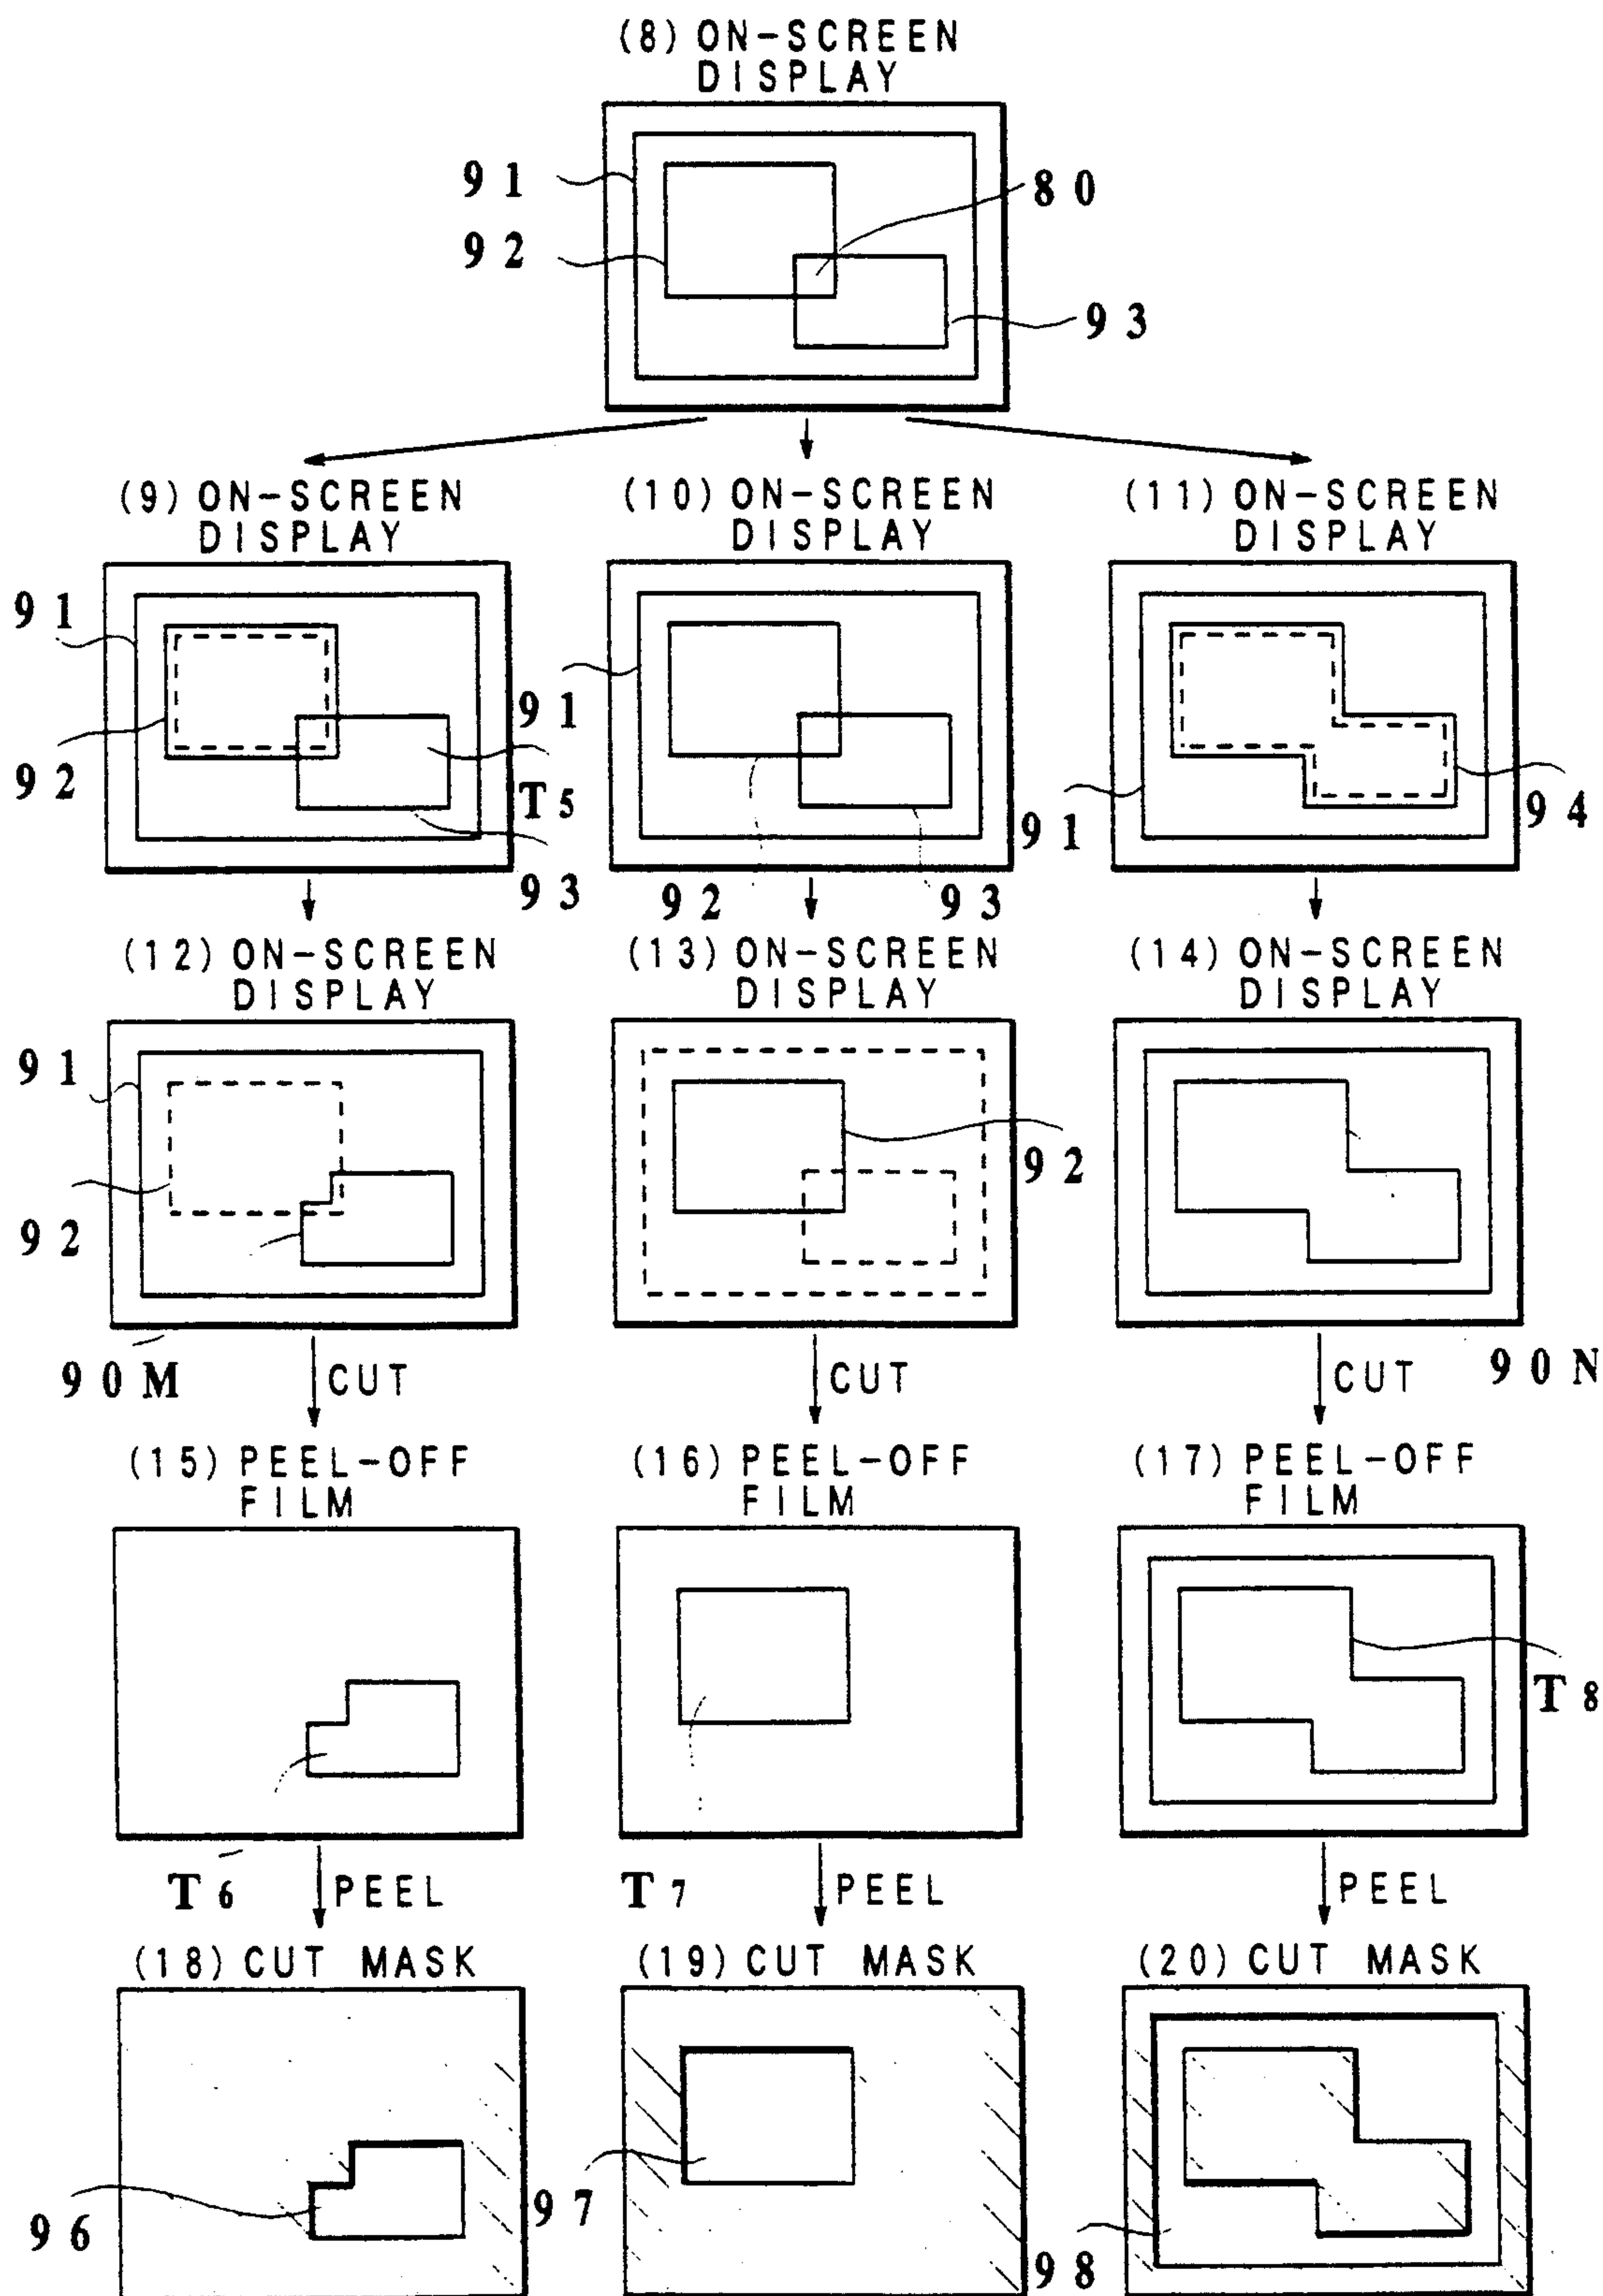 (8) ON-SCREEN
DISPLAY
91
80
92
93
(9) ON-SCREEN
DISPLAY
(10) ON-SCREEN
DISPLAY
(11) ON-SCREEN
DISPLAY
91
91
92
T5
91
94
93
92
93
(12) ON-SCREEN
DISPLAY
(13) ON-SCREEN
DISPLAY
(14) ON-SCREEN
DISPLAY
91
92
92
90M
CUT
CUT
CUT
90N
(15) PEEL-OFF
FILM
(16) PEEL-OFF
FILM
(17) PEEL-OFF
FILM
T8
T6
PEEL
T7
PEEL
PEEL
(18) CUT MASK
(19) CUT MASK
(20) CUT MASK
96
97
98